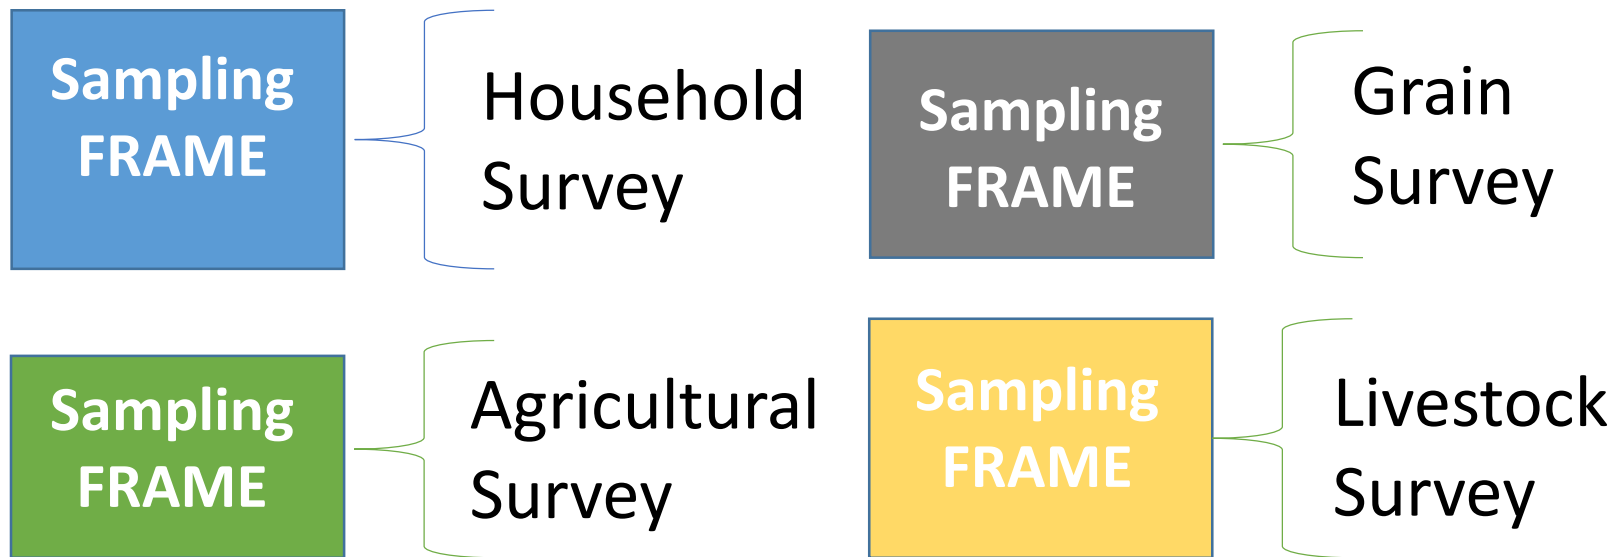 Sampling
FRAME
Household
Survey
Sampling
FRAME
Grain
Survey
Sampling
FRAME
Agricultural
Survey
Sampling
FRAME
Livestock
Survey